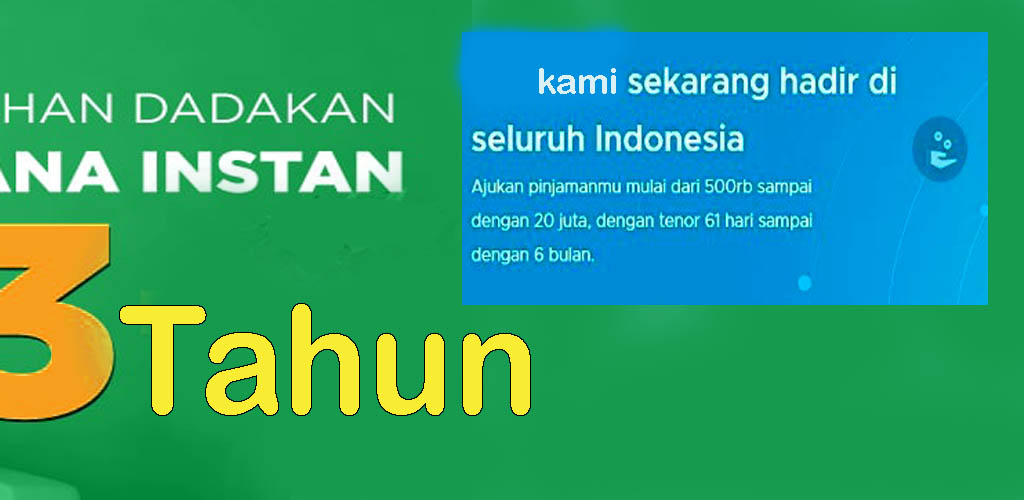 HAN DADAKAN
ANA INSTAN
3 Tahun
kami sekarang hadir di
seluruh Indonesia
Ajukan pinjamanmu mulai dari 500rb sampai
dengan 20 juta, dengan tenor 61 hari sampai
dengan 6 bulan.